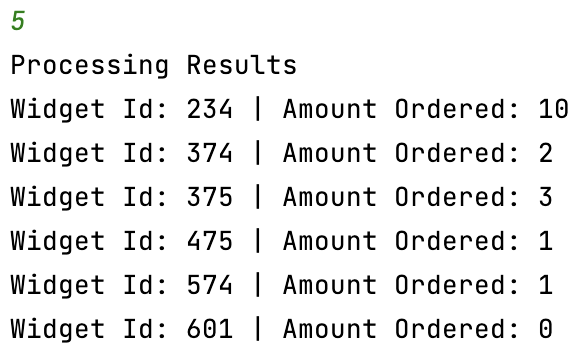 5
Processing Results
Widget Id: 234 | Amount Ordered: 10
Widget Id: 374 | Amount Ordered: 2
Widget Id: 375 | Amount Ordered: 3
Widget Id: 475 | Amount Ordered: 1
Widget Id: 574 | Amount Ordered: 1
Widget Id: 601 | Amount Ordered: 0